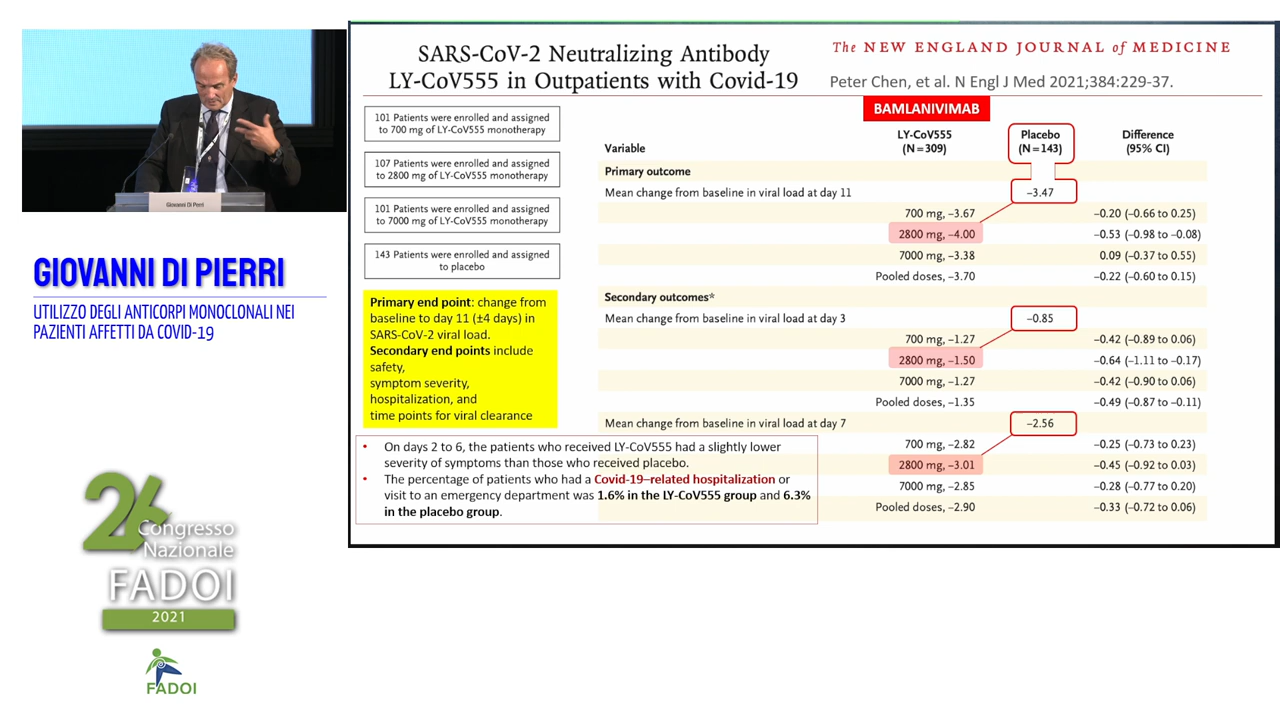 SARS-CoV-2 Neutralizing Antibody
LY-CoV555 in Outpatients with Covid-19
The NEW ENGLAND JOURNAL of MEDICINE
Peter Chen, et al. N Engl J Med 2021;384:229-37.
101 Patients were enrolled and assigned
to 700 mg of LY-CoV555 monotherapy
107 Patients were enrolled and assigned
to 2800 mg of LY-CoV555 monotherapy
101 Patients were enrolled and assigned
to 7000 mg of LY-CoV555 monotherapy
143 Patients were enrolled and assigned
to placebo
Primary end point: change from
baseline to day 11 (±4 days) in
SARS-CoV-2 viral load.
Secondary end points include
safety,
symptom severity,
hospitalization, and
time points for viral clearance
BAMLANIVIMAB
Variable LY-CoV555 (N=309) Placebo (N=143) Difference (95% CI)
Primary outcome
Mean change from baseline in viral load at day 11 −3.47
700 mg, −3.67 −0.20 (−0.66 to 0.25)
2800 mg, −4.00 −0.53 (−0.98 to −0.08)
7000 mg, −3.38 0.09 (−0.37 to 0.55)
Pooled doses, −3.70 −0.22 (−0.60 to 0.15)
Secondary outcomes*
Mean change from baseline in viral load at day 3 −0.85
700 mg, −1.27 −0.42 (−0.89 to 0.06)
2800 mg, −1.50 −0.64 (−1.11 to −0.17)
7000 mg, −1.27 −0.42 (−0.90 to 0.06)
Pooled doses, −1.35 −0.49 (−0.87 to −0.11)
Mean change from baseline in viral load at day 7 −2.56
700 mg, −2.82 −0.25 (−0.73 to 0.23)
2800 mg, −3.01 −0.45 (−0.92 to 0.03)
7000 mg, −2.85 −0.28 (−0.77 to 0.20)
Pooled doses, −2.90 −0.33 (−0.72 to 0.06)
• On days 2 to 6, the patients who received LY-CoV555 had a slightly lower
severity of symptoms than those who received placebo.
• The percentage of patients who had a Covid-19–related hospitalization or
visit to an emergency department was 1.6% in the LY-CoV555 group and 6.3%
in the placebo group.
Giovanni Di Perri
GIOVANNI DI PIERRI
UTILIZZO DEGLI ANTICORPI MONOCLONALI NEI
PAZIENTI AFFETTI DA COVID-19
26
Congresso
Nazionale
FADOI
2021
FADOI